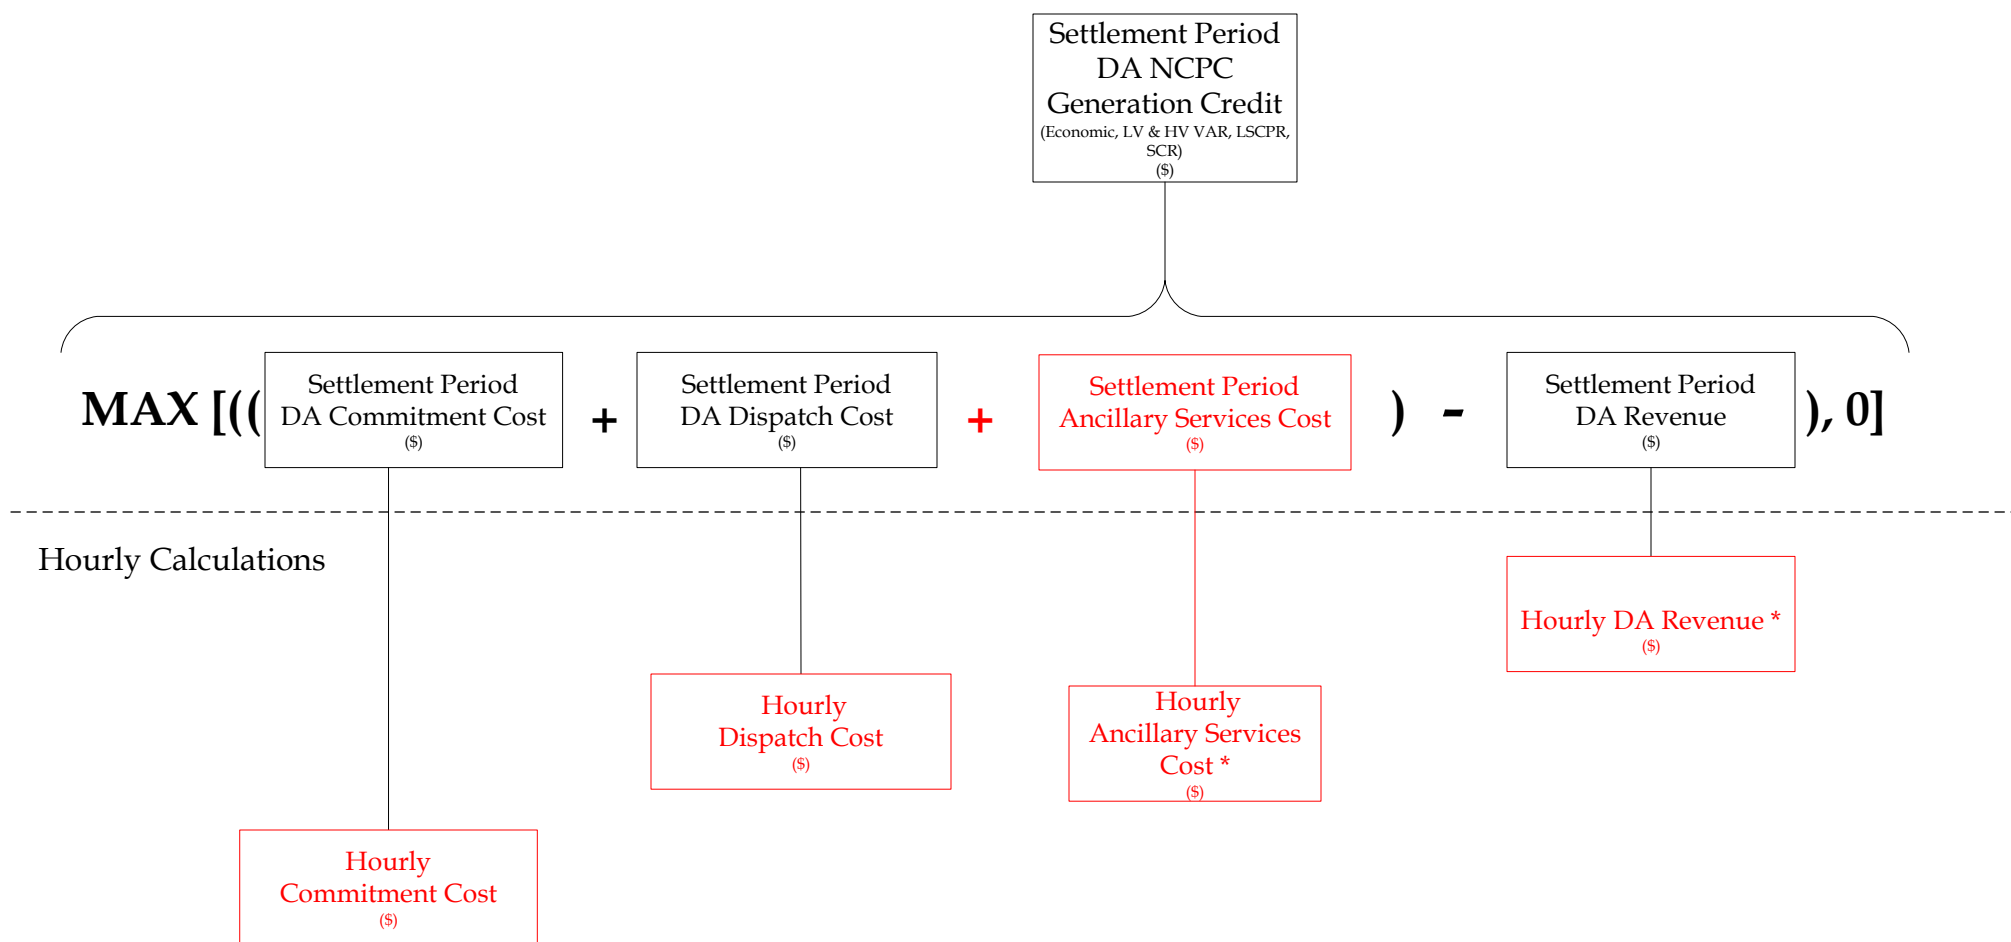 Settlement Period
DA NCPC
Generation Credit
(Economic, LV & HV VAR, LSCPR,
SCR)
($)
MAX [((
Settlement Period
DA Commitment Cost
($)
+
Settlement Period
DA Dispatch Cost
($)
+
Settlement Period
Ancillary Services Cost
($)
)
-
Settlement Period
DA Revenue
($)
), 0]
Hourly Calculations
Hourly DA Revenue *
($)
Hourly
Dispatch Cost
($)
Hourly
Ancillary Services
Cost *
($)
Hourly
Commitment Cost
($)